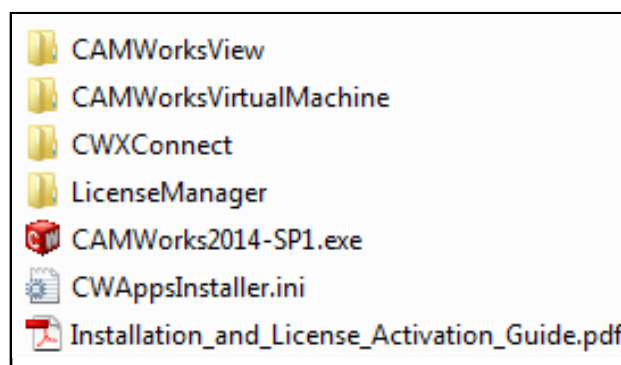 CAMWorksView
CAMWorksVirtualMachine
CWXConnect
LicenseManager
CAMWorks2014-SP1.exe
CWAppsInstaller.ini
Installation_and_License_Activation_Guide.pdf